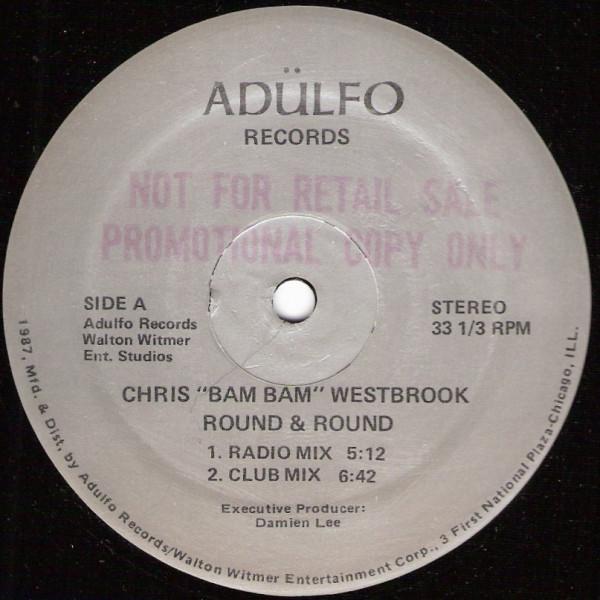 ADÜLFO
RECORDS
NOT FOR RETAIL SALE
PROMOTIONAL COPY ONLY
SIDE A
Adulfo Records
Walton Witmer
Ent. Studios
STEREO
33 1/3 RPM
CHRIS "BAM BAM" WESTBROOK
ROUND & ROUND
1. RADIO MIX 5:12
2. CLUB MIX 6:42
Executive Producer:
Damien Lee
1987, Mfd. & Dist. by Adulfo Records/Walton Witmer Entertainment Corp., 3 First National Plaza-Chicago, ILL.